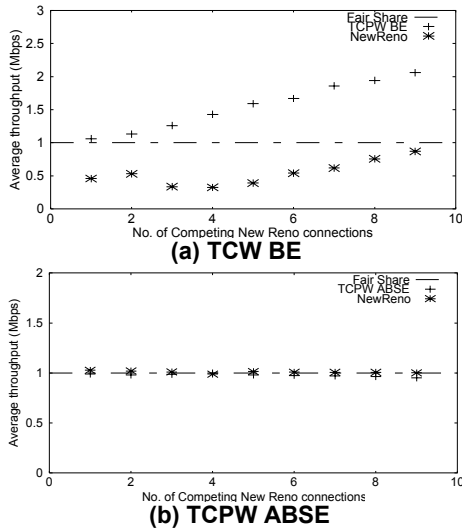 3
2.5
2
1.5
1
0.5
0
Average throughput (Mbps)
Fair Share
TCPW BE
NewReno
0 2 4 6 8 10
No. of Competing New Reno connections
(a) TCW BE
2
1.5
1
0.5
0
Average throughput (Mbps)
Fair Share
TCPW ABSE
NewReno
0 2 4 6 8 10
No. of Competing New Reno connections
(b) TCPW ABSE